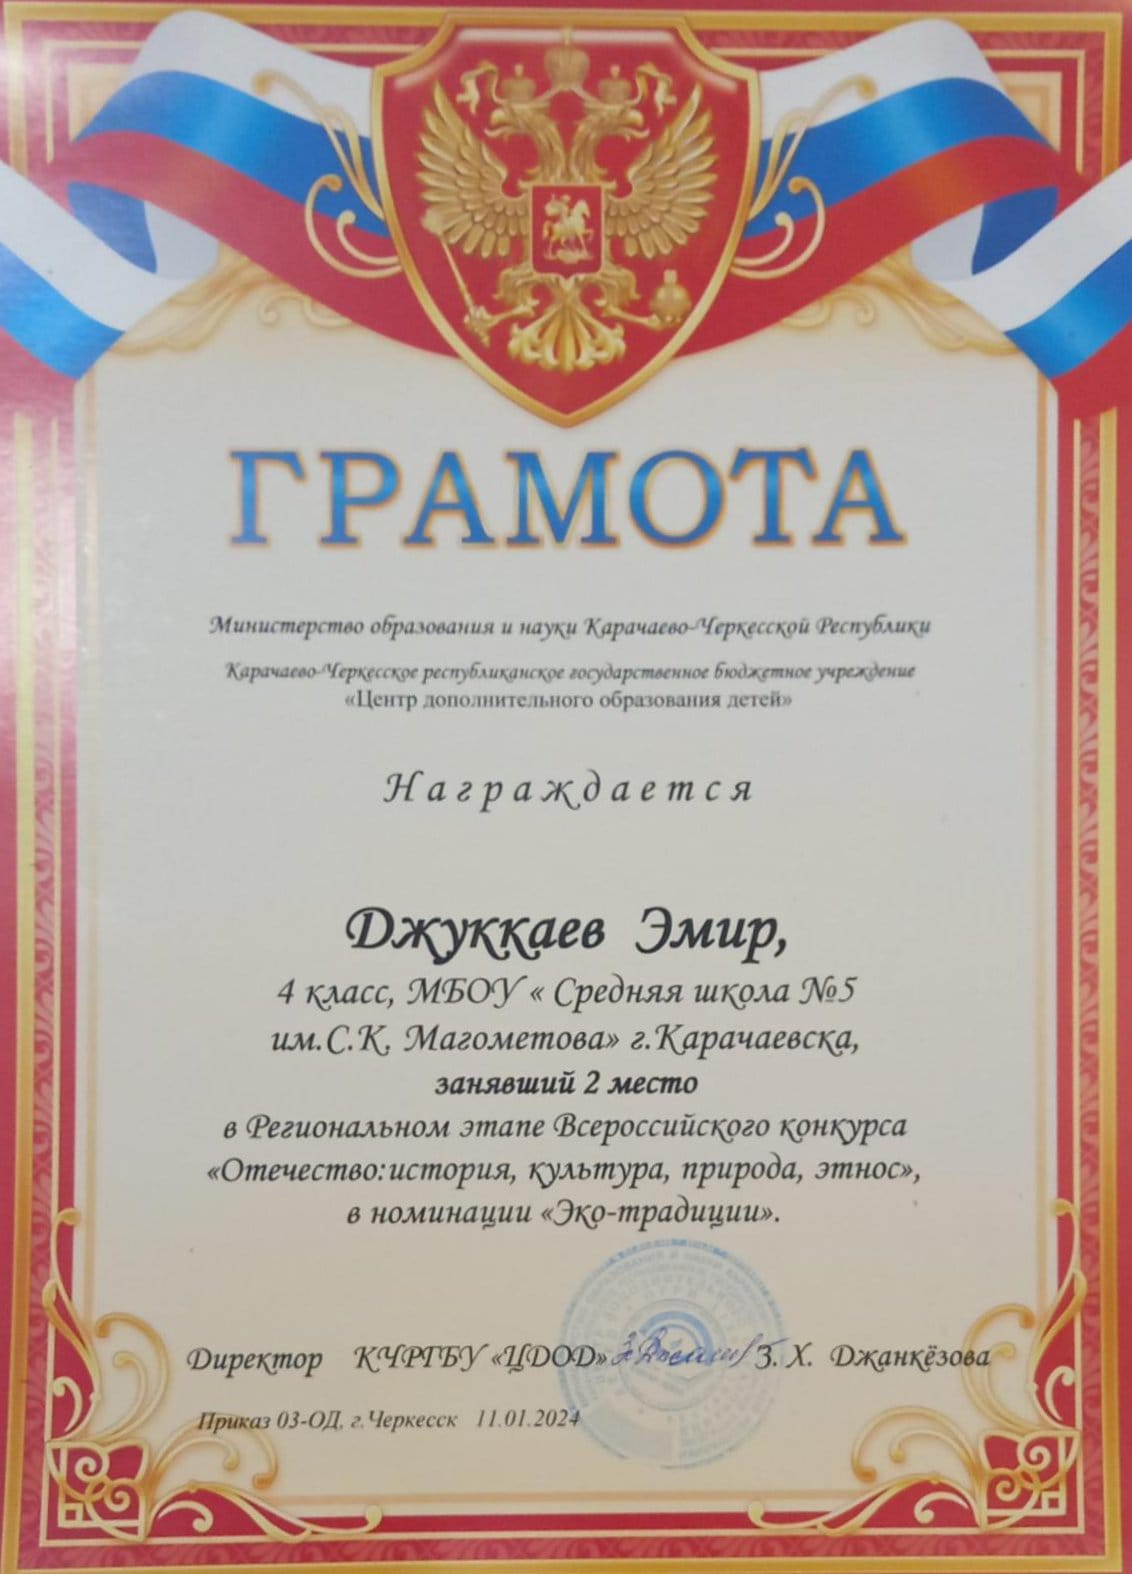 ГРАМОТА
Министерство образования и науки Карачаево-Черкесской Республики
Карачаево-Черкесское республиканское государственное бюджетное учреждение
«Центр дополнительного образования детей»
Награждается
Джуккаев Эмир,
4 класс, МБОУ « Средняя школа №5
им.С.К. Магометова» г.Карачаевска,
занявший 2 место
в Региональном этапе Всероссийского конкурса
«Отечество:история, культура, природа, этнос»,
в номинации «Эко-традиции».
Директор КЧРГБУ «ЦДОД» З. Х. Джанкёзова
Приказ 03-ОД, г.Черкесск 11.01.2024